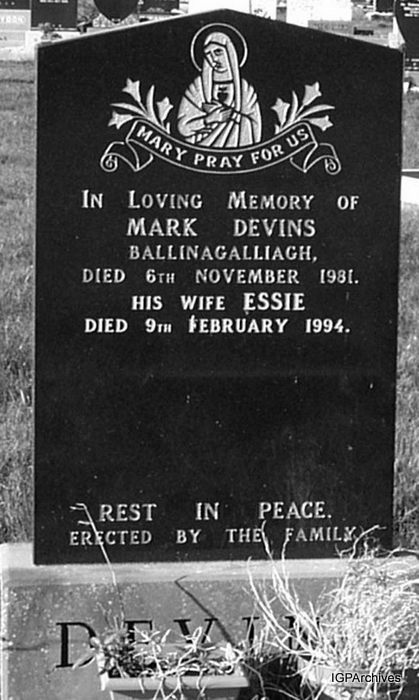 MARY PRAY FOR US
IN LOVING MEMORY OF
MARK DEVINS
BALLINAGALLIAGH,
DIED 6TH NOVEMBER 1981.
HIS WIFE ESSIE
DIED 9TH FEBRUARY 1994.
REST IN PEACE.
ERECTED BY THE FAMILY
IGPArchives